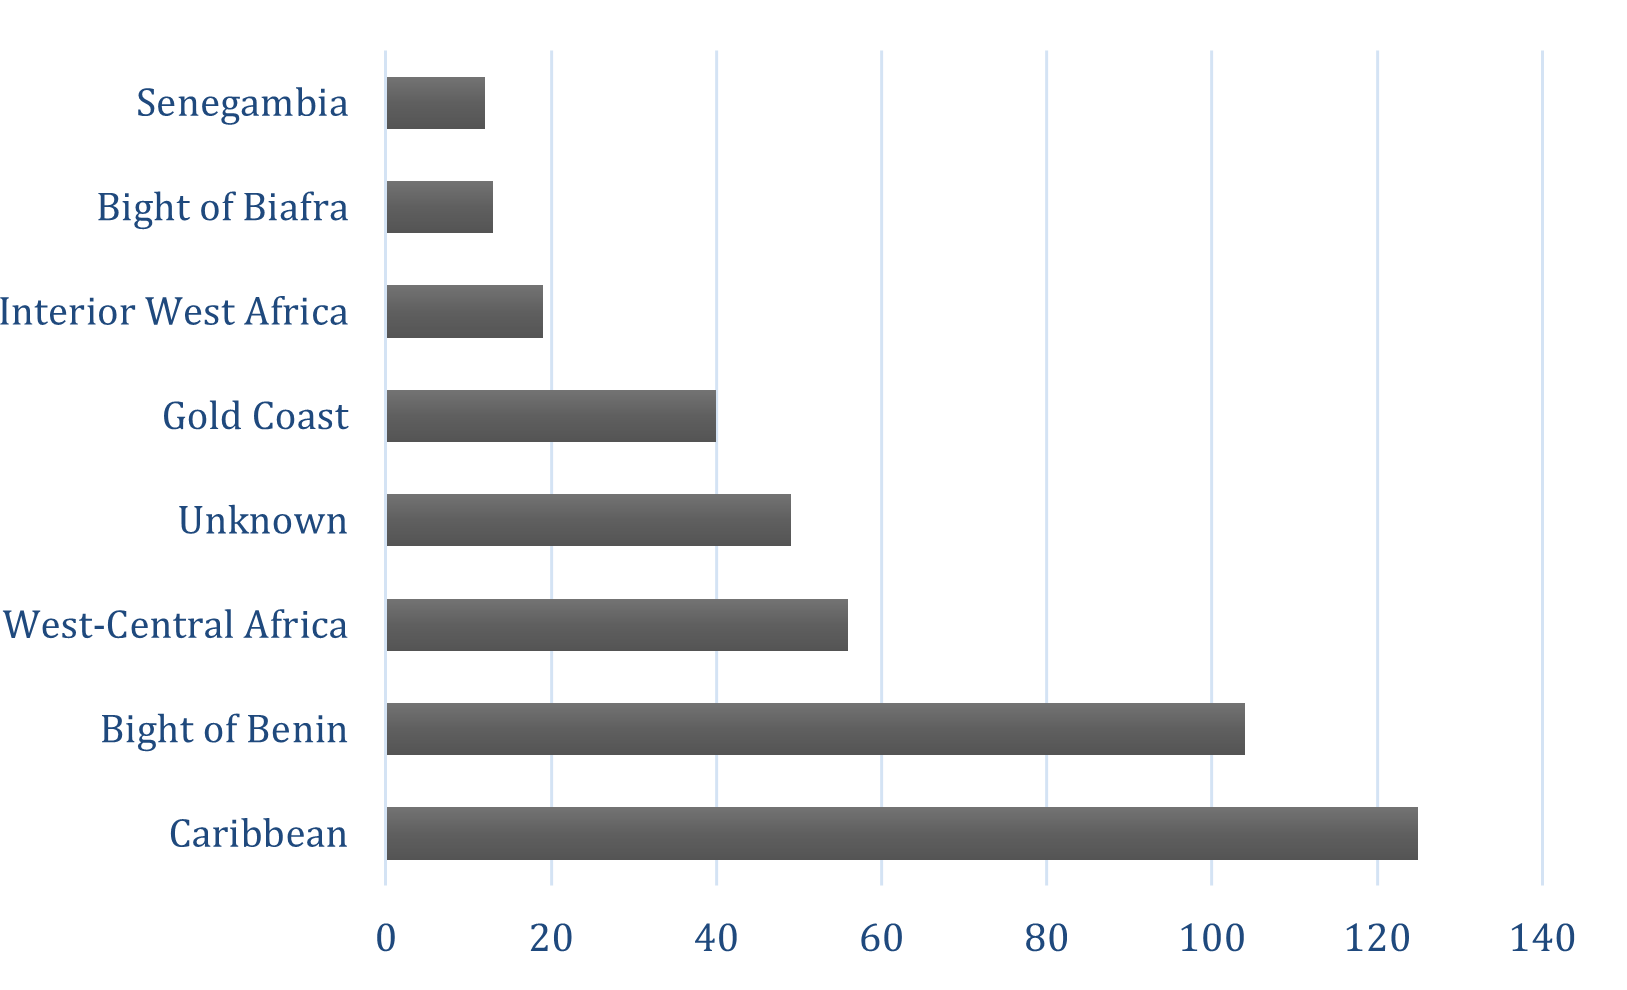 Senegambia
Bight of Biafra
Interior West Africa
Gold Coast
Unknown
West-Central Africa
Bight of Benin
Caribbean
0 20 40 60 80 100 120 140